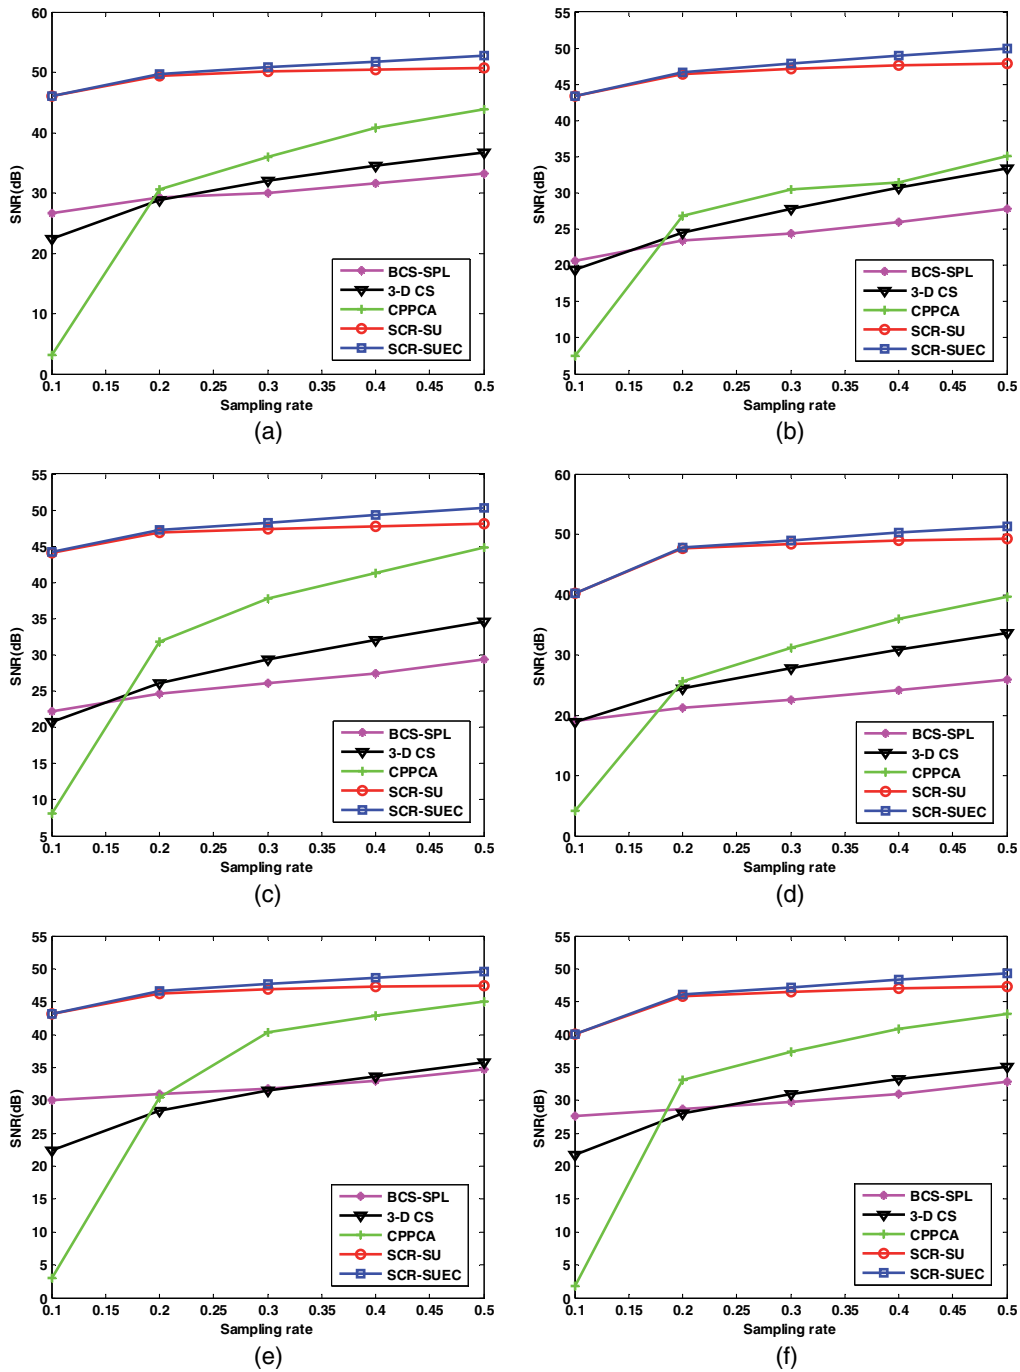 60
50
40
30
20
10
0
SNR(dB)
BCS-SPL
3-D CS
CPPCA
SCR-SU
SCR-SUEC
0.1 0.15 0.2 0.25 0.3 0.35 0.4 0.45 0.5
Sampling rate
(a)
55
50
45
40
35
30
25
20
15
10
5
SNR(dB)
BCS-SPL
3-D CS
CPPCA
SCR-SU
SCR-SUEC
0.1 0.15 0.2 0.25 0.3 0.35 0.4 0.45 0.5
Sampling rate
(b)
55
50
45
40
35
30
25
20
15
10
5
SNR(dB)
BCS-SPL
3-D CS
CPPCA
SCR-SU
SCR-SUEC
0.1 0.15 0.2 0.25 0.3 0.35 0.4 0.45 0.5
Sampling rate
(c)
60
50
40
30
20
10
0
SNR(dB)
BCS-SPL
3-D CS
CPPCA
SCR-SU
SCR-SUEC
0.1 0.15 0.2 0.25 0.3 0.35 0.4 0.45 0.5
Sampling rate
(d)
55
50
45
40
35
30
25
20
15
10
5
0
SNR(dB)
BCS-SPL
3-D CS
CPPCA
SCR-SU
SCR-SUEC
0.1 0.15 0.2 0.25 0.3 0.35 0.4 0.45 0.5
Sampling rate
(e)
55
50
45
40
35
30
25
20
15
10
5
0
SNR(dB)
BCS-SPL
3-D CS
CPPCA
SCR-SU
SCR-SUEC
0.1 0.15 0.2 0.25 0.3 0.35 0.4 0.45 0.5
Sampling rate
(f)